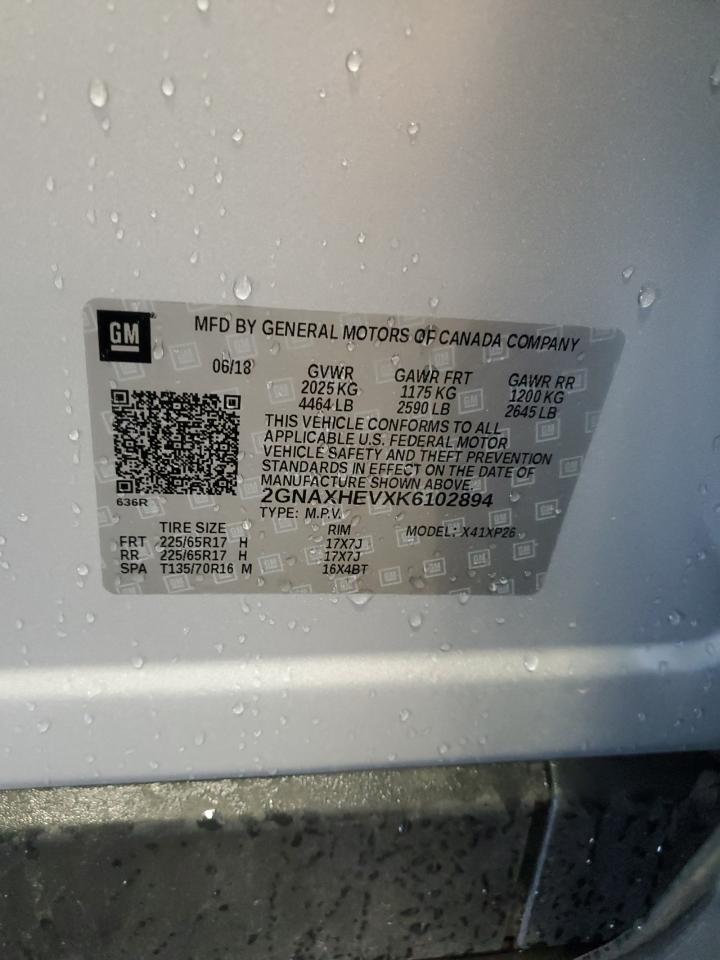 GM
MFD BY GENERAL MOTORS OF CANADA COMPANY
06/18 GVWR GAWR FRT GAWR RR
2025 KG 1175 KG 1200 KG
4464 LB 2590 LB 2645 LB
THIS VEHICLE CONFORMS TO ALL
APPLICABLE U.S. FEDERAL MOTOR
VEHICLE SAFETY AND THEFT PREVENTION
STANDARDS IN EFFECT ON THE DATE OF
MANUFACTURE SHOWN ABOVE.
636R 2GNAXHEVXK6102894
TYPE: M.P.V. MODEL: X41XP26
TIRE SIZE RIM
FRT 225/65R17 H 17X7J
RR 225/65R17 H 17X7J
SPA T135/70R16 M 16X4BT